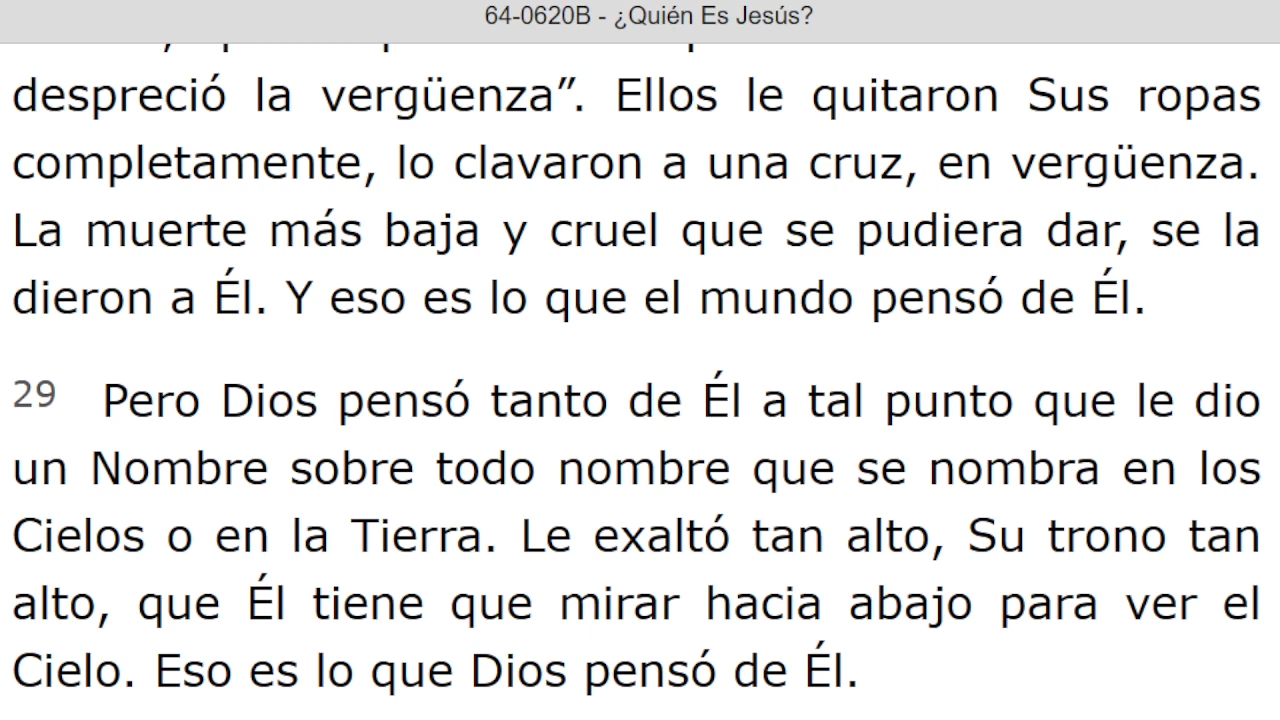 64-0620B - ¿Quién Es Jesús?
despreció la vergüenza”. Ellos le quitaron Sus ropas
completamente, lo clavaron a una cruz, en vergüenza.
La muerte más baja y cruel que se pudiera dar, se la
dieron a Él. Y eso es lo que el mundo pensó de Él.
29 Pero Dios pensó tanto de Él a tal punto que le dio
un Nombre sobre todo nombre que se nombra en los
Cielos o en la Tierra. Le exaltó tan alto, Su trono tan
alto, que Él tiene que mirar hacia abajo para ver el
Cielo. Eso es lo que Dios pensó de Él.